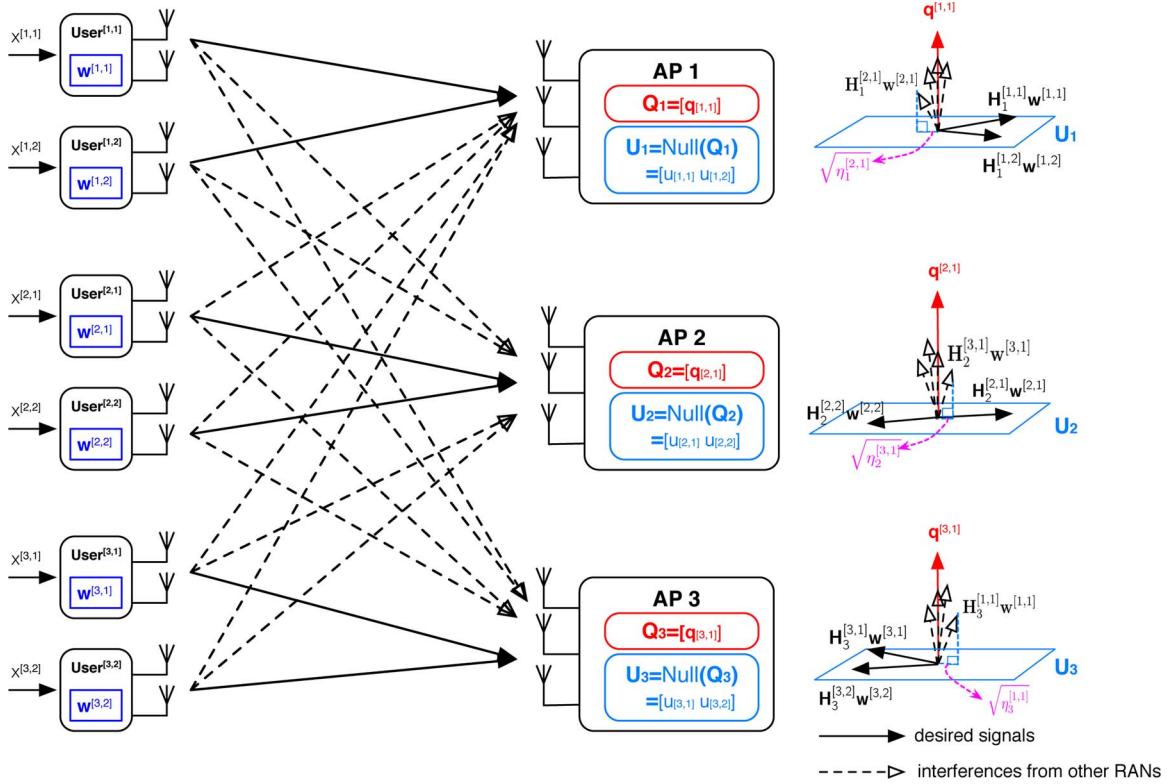 X[1,1]
User[1,1]
w[1,1]
X[1,2]
User[1,2]
w[1,2]
X[2,1]
User[2,1]
w[2,1]
X[2,2]
User[2,2]
w[2,2]
X[3,1]
User[3,1]
w[3,1]
X[3,2]
User[3,2]
w[3,2]
AP 1
Q1=[q[1,1]]
U1=Null(Q1)
=[u[1,1] u[1,2]]
AP 2
Q2=[q[2,1]]
U2=Null(Q2)
=[u[2,1] u[2,2]]
AP 3
Q3=[q[3,1]]
U3=Null(Q3)
=[u[3,1] u[3,2]]
q[1,1]
H1[2,1]w[2,1]
H1[1,1]w[1,1]
U1
√η1[2,1]
H1[1,2]w[1,2]
q[2,1]
H2[3,1]w[3,1]
H2[2,1]w[2,1]
H2[2,2]w[2,2]
U2
√η2[3,1]
q[3,1]
H3[1,1]w[1,1]
H3[3,1]w[3,1]
U3
H3[3,2]w[3,2]
√η3[1,1]
desired signals
interferences from other RANs